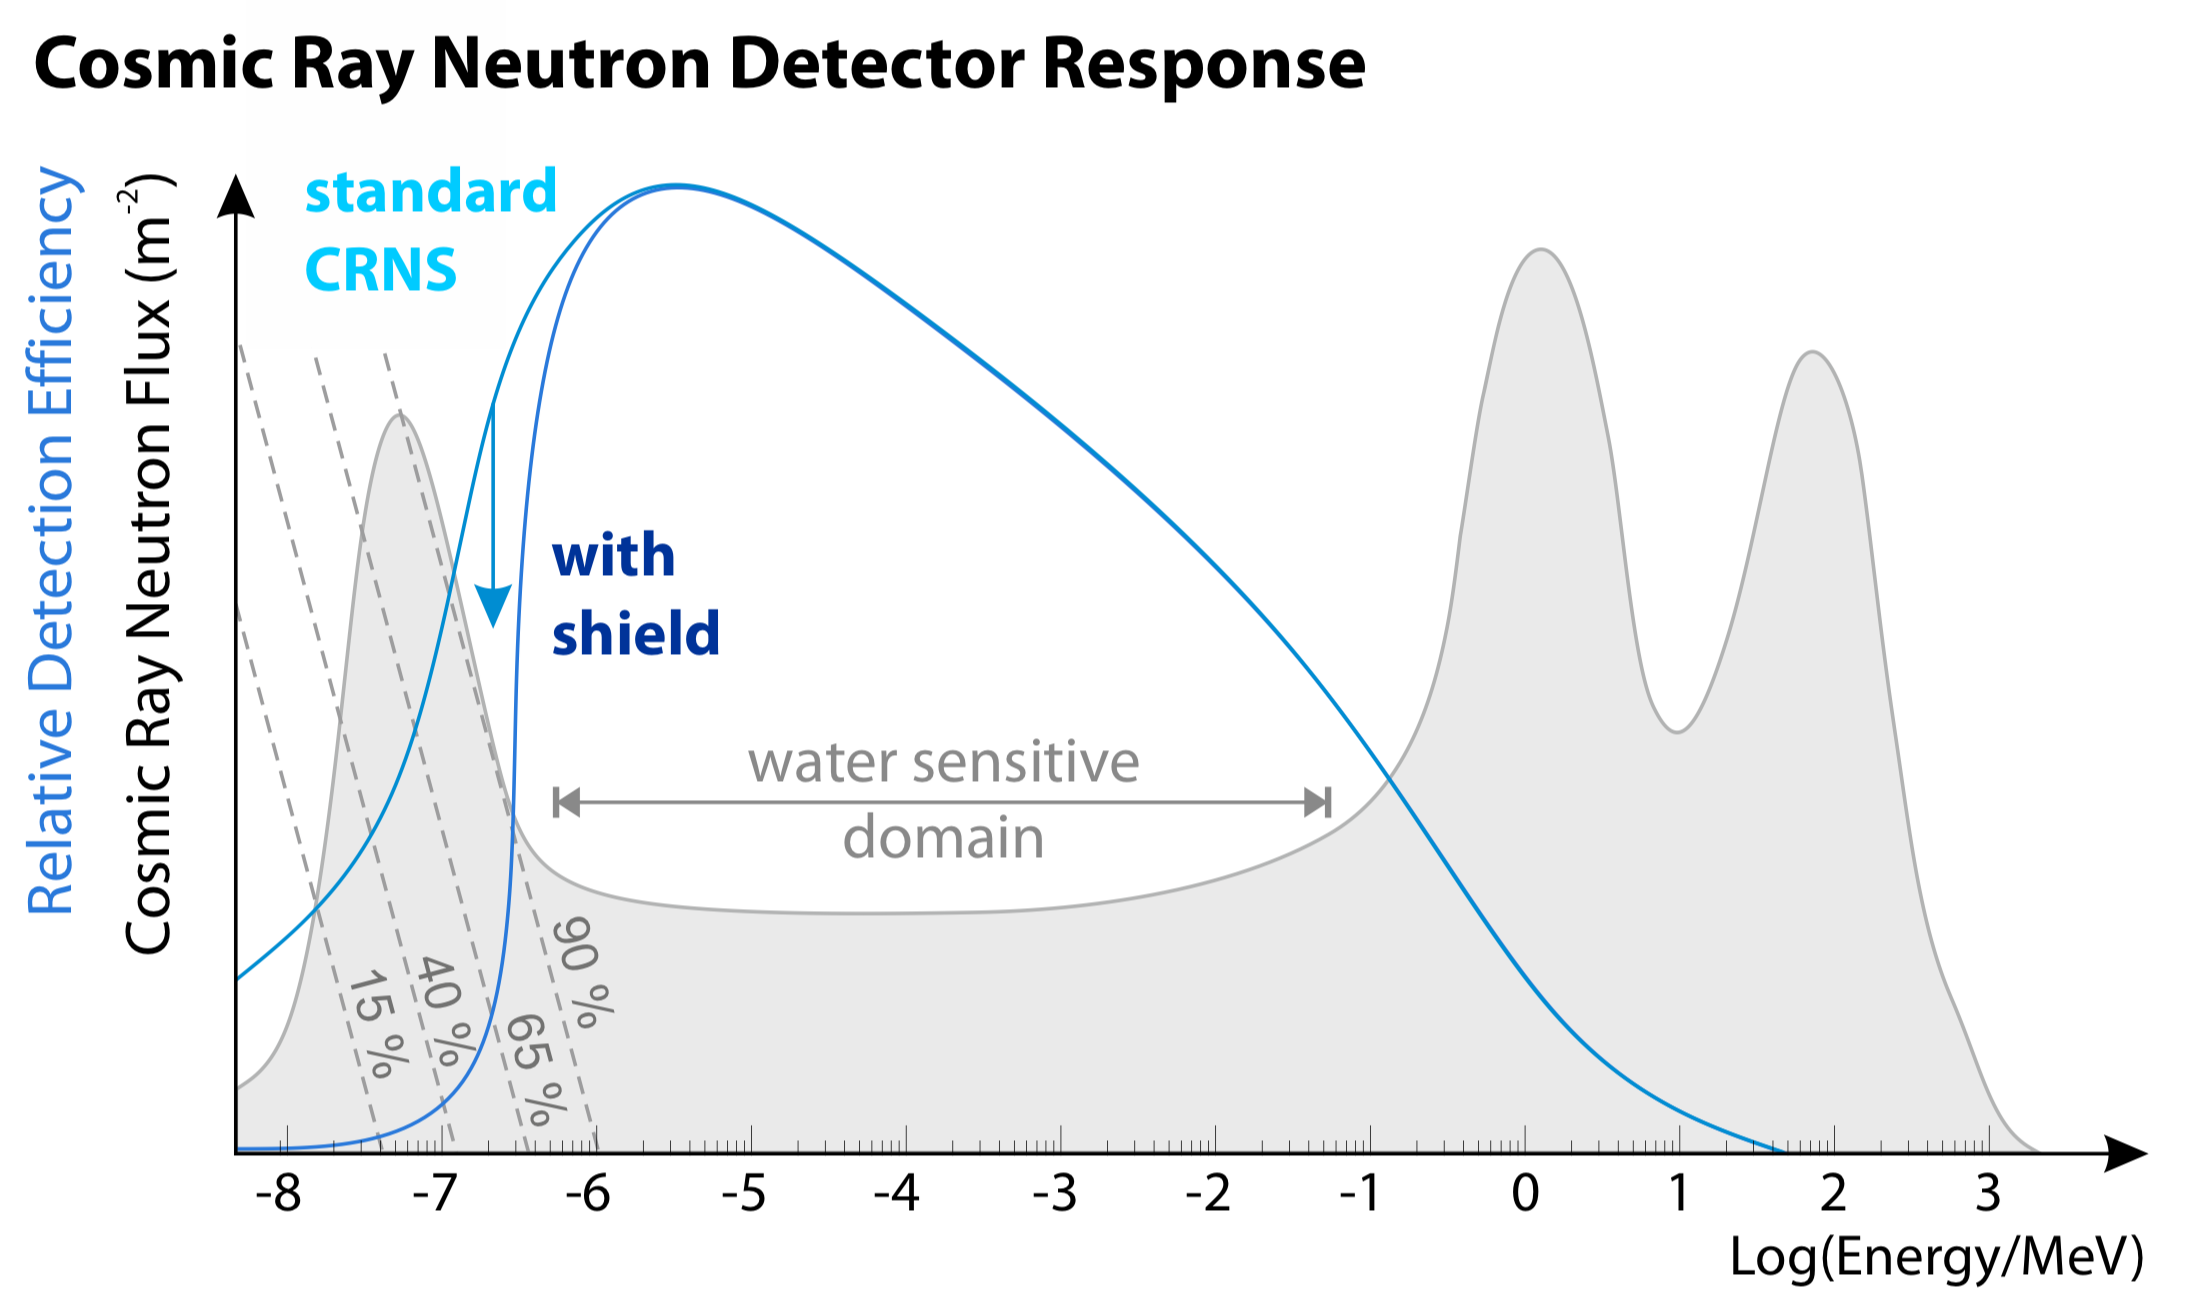 Cosmic Ray Neutron Detector Response
Relative Detection Efficiency
Cosmic Ray Neutron Flux (m⁻²)
standard
CRNS
with
shield
water sensitive
domain
15 %
40 %
65 %
90 %
-8 -7 -6 -5 -4 -3 -2 -1 0 1 2 3
Log(Energy/MeV)